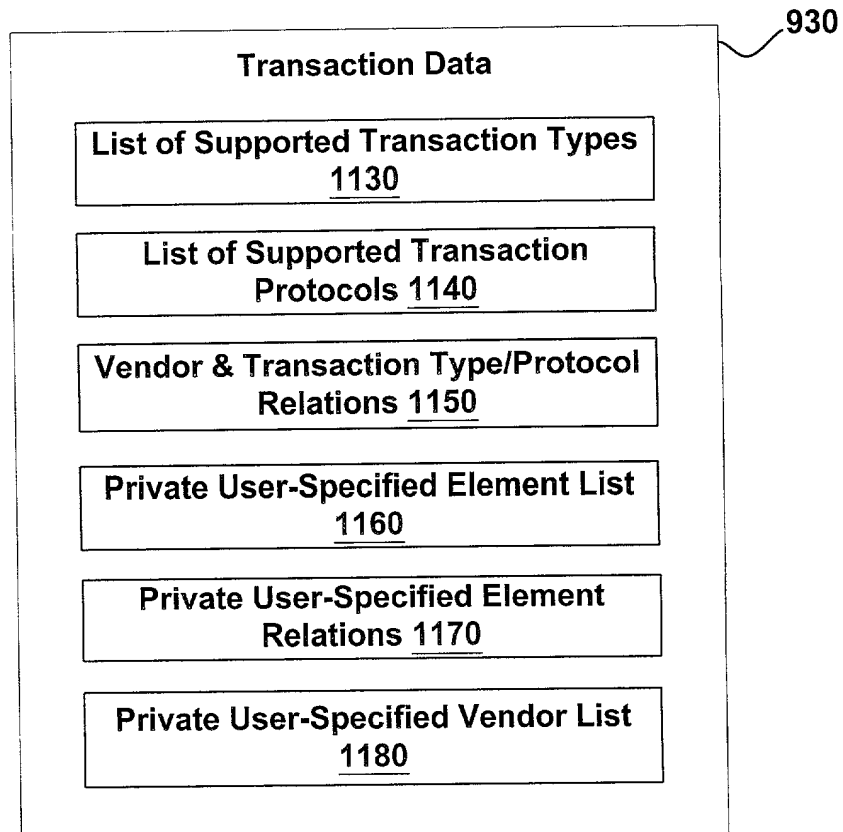 930
Transaction Data
List of Supported Transaction Types
1130
List of Supported Transaction
Protocols 1140
Vendor & Transaction Type/Protocol
Relations 1150
Private User-Specified Element List
1160
Private User-Specified Element
Relations 1170
Private User-Specified Vendor List
1180